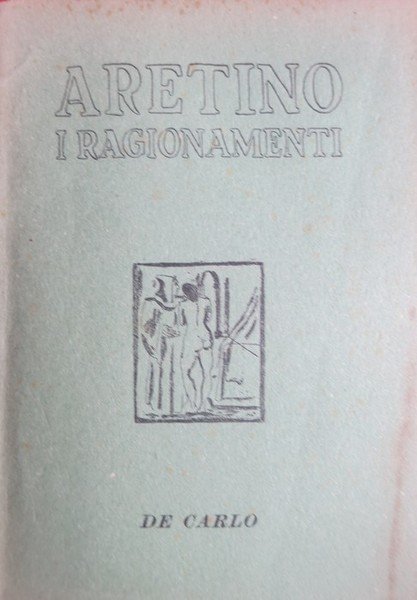 ARETINO
I RAGIONAMENTI
DE CARLO